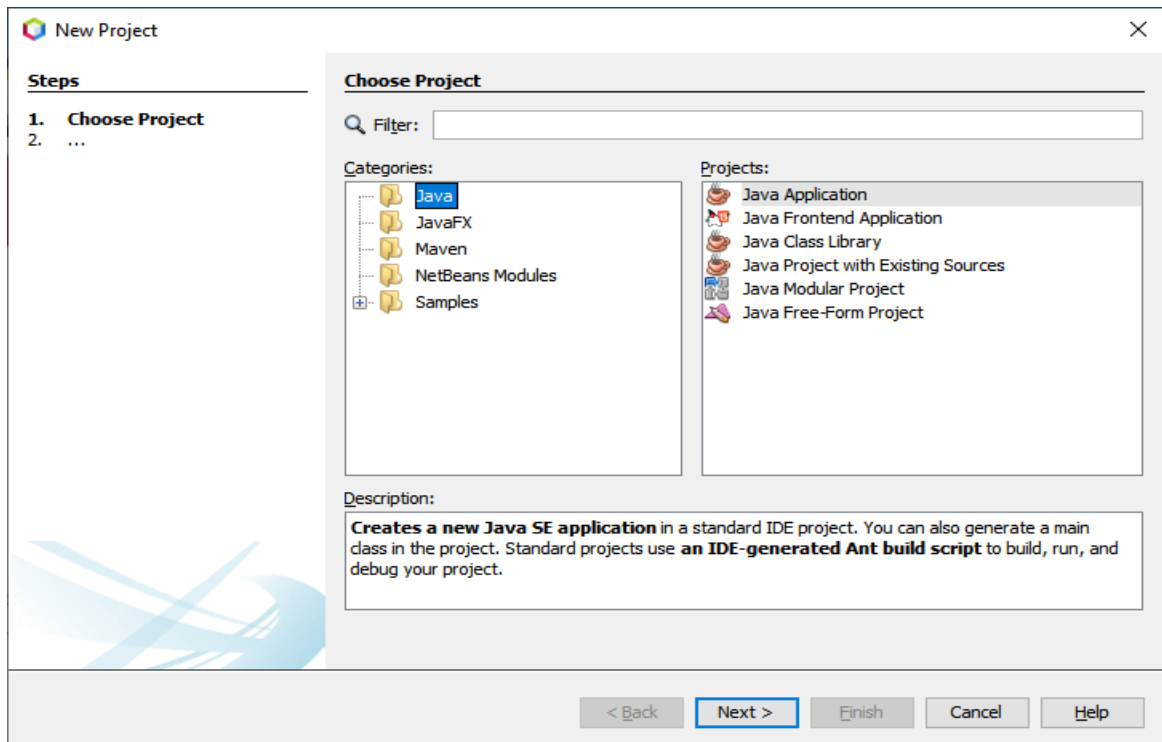 New Project
Steps
1. Choose Project
2. ...
Choose Project
Filter:
Categories:
Java
JavaFX
Maven
NetBeans Modules
Samples
Projects:
Java Application
Java Frontend Application
Java Class Library
Java Project with Existing Sources
Java Modular Project
Java Free-Form Project
Description:
Creates a new Java SE application in a standard IDE project. You can also generate a main
class in the project. Standard projects use an IDE-generated Ant build script to build, run, and
debug your project.
< Back Next > Finish Cancel Help